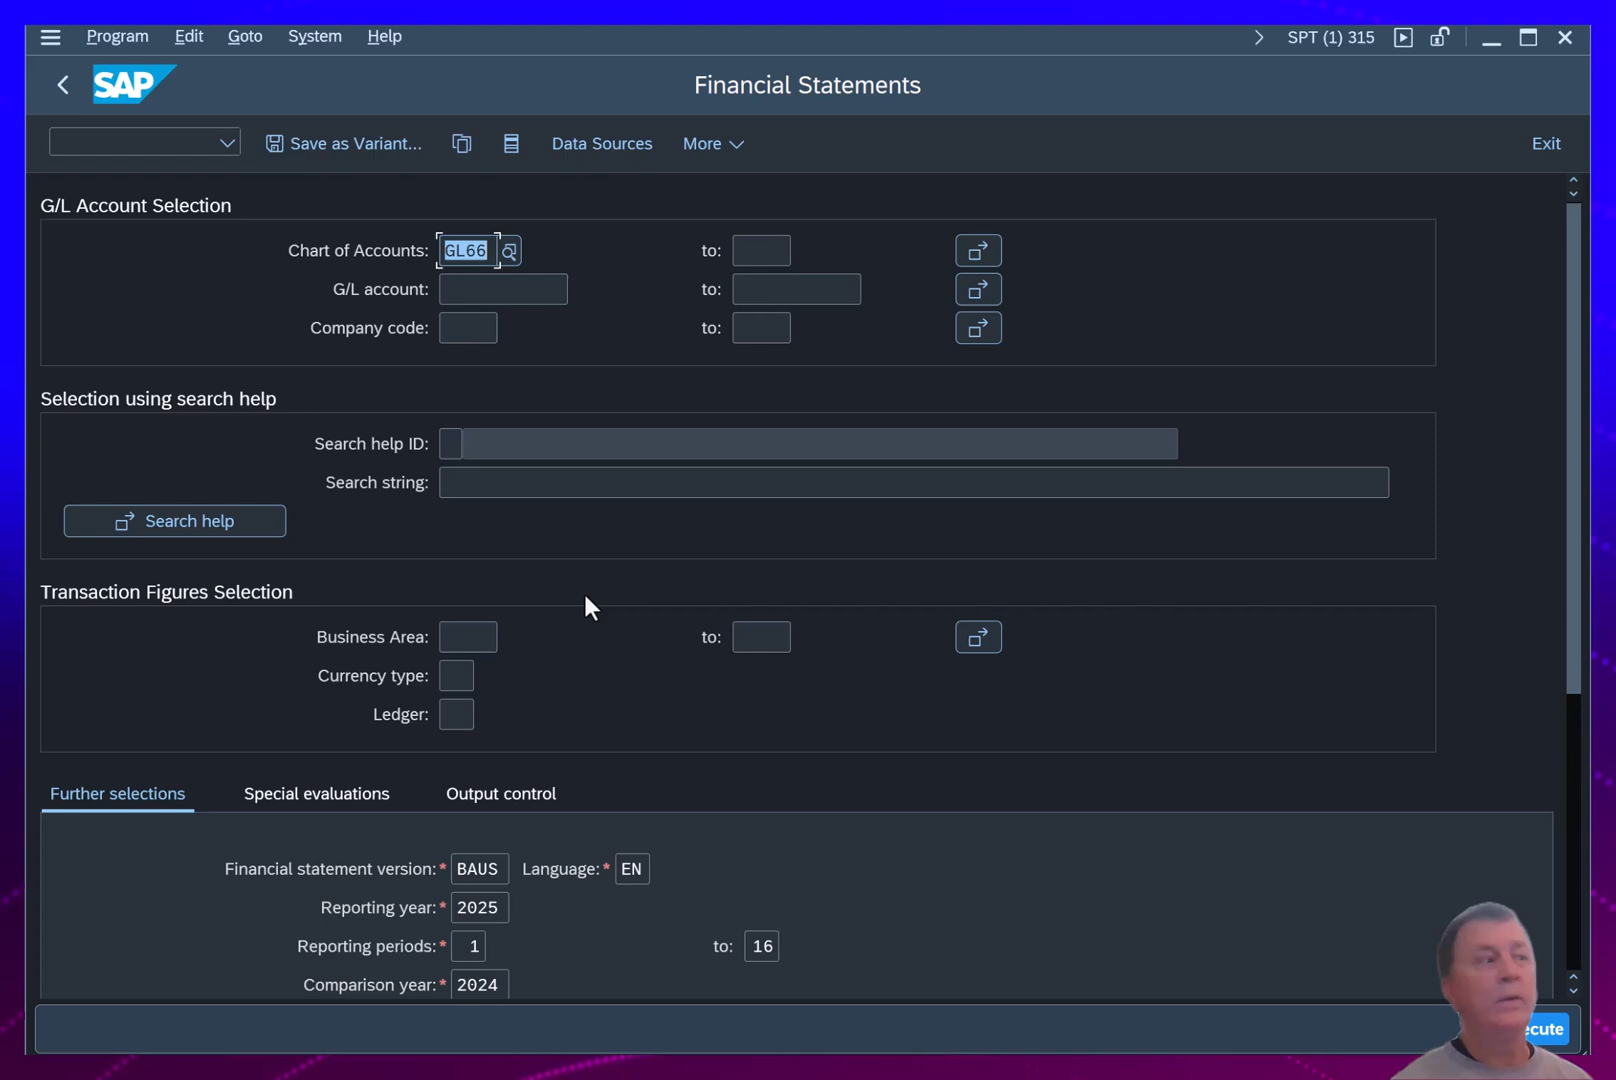 Program Edit Goto System Help SPT (1) 315
SAP Financial Statements
Save as Variant... Data Sources More Exit
G/L Account Selection
Chart of Accounts: GL66 to:
G/L account: to:
Company code: to:
Selection using search help
Search help ID:
Search string:
Search help
Transaction Figures Selection
Business Area: to:
Currency type:
Ledger:
Further selections Special evaluations Output control
Financial statement version:* BAUS Language:* EN
Reporting year:* 2025
Reporting periods:* 1 to: 16
Comparison year:* 2024